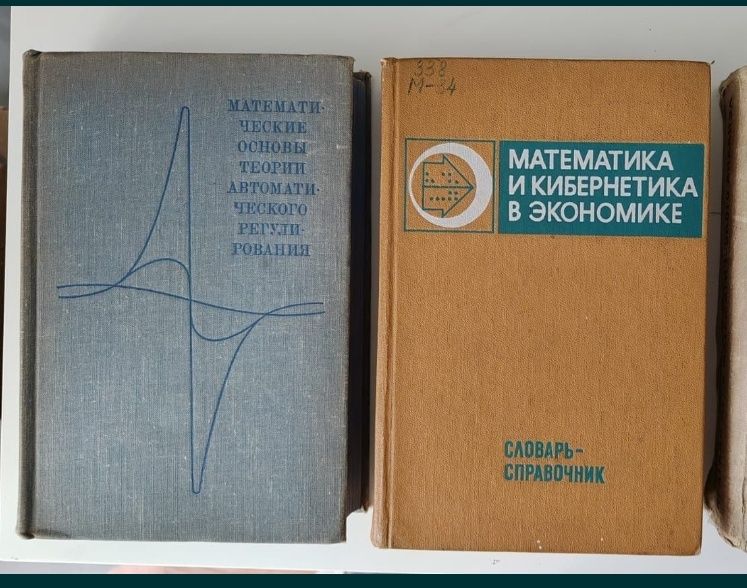 МАТЕМАТИ-
ЧЕСКИЕ
ОСНОВЫ
ТЕОРИИ
АВТОМАТИ-
ЧЕСКОГО
РЕГУЛИ-
РОВАНИЯ
338
М-34
МАТЕМАТИКА
И КИБЕРНЕТИКА
В ЭКОНОМИКЕ
СЛОВАРЬ-
СПРАВОЧНИК